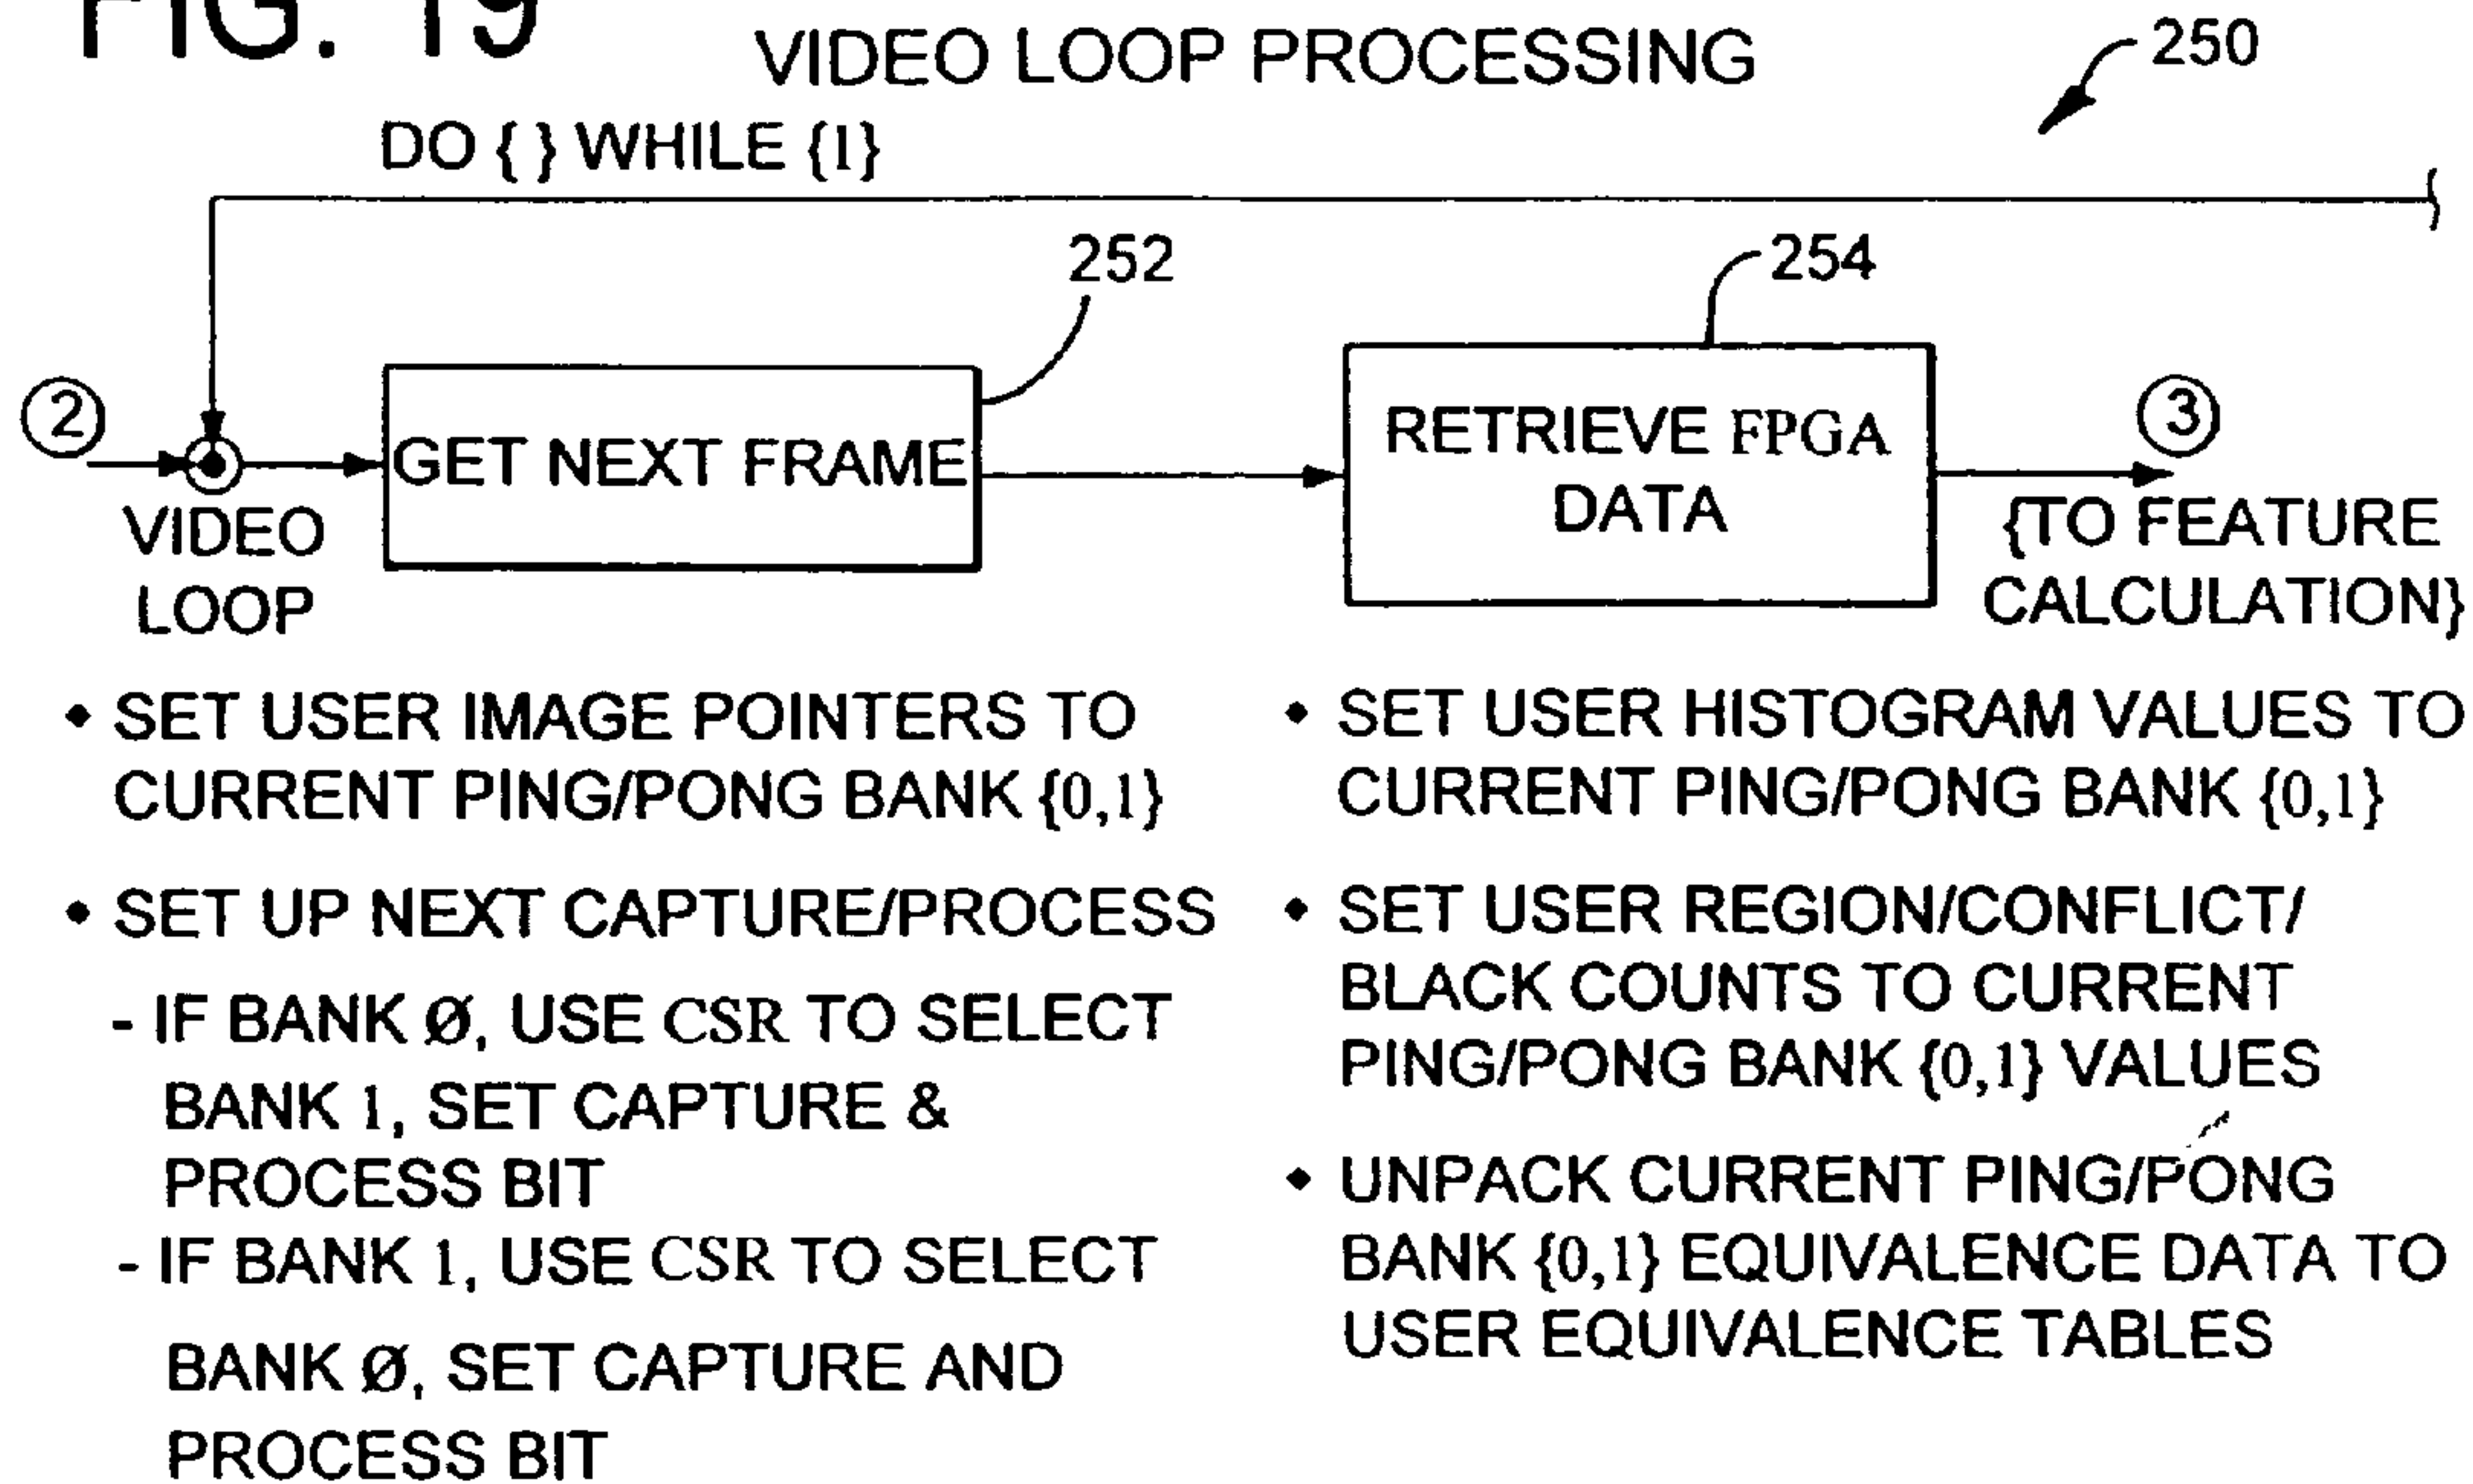 FIG. 19
VIDEO LOOP PROCESSING
250
DO { } WHILE {1}
252
254
2
GET NEXT FRAME
RETRIEVE FPGA
DATA
3
VIDEO
LOOP
{TO FEATURE
CALCULATION}
• SET USER IMAGE POINTERS TO
CURRENT PING/PONG BANK {0,1}
• SET UP NEXT CAPTURE/PROCESS
- IF BANK Ø, USE CSR TO SELECT
BANK 1, SET CAPTURE &
PROCESS BIT
- IF BANK 1, USE CSR TO SELECT
BANK Ø, SET CAPTURE AND
PROCESS BIT
• SET USER HISTOGRAM VALUES TO
CURRENT PING/PONG BANK {0,1}
• SET USER REGION/CONFLICT/
BLACK COUNTS TO CURRENT
PING/PONG BANK {0,1} VALUES
• UNPACK CURRENT PING/PONG
BANK {0,1} EQUIVALENCE DATA TO
USER EQUIVALENCE TABLES